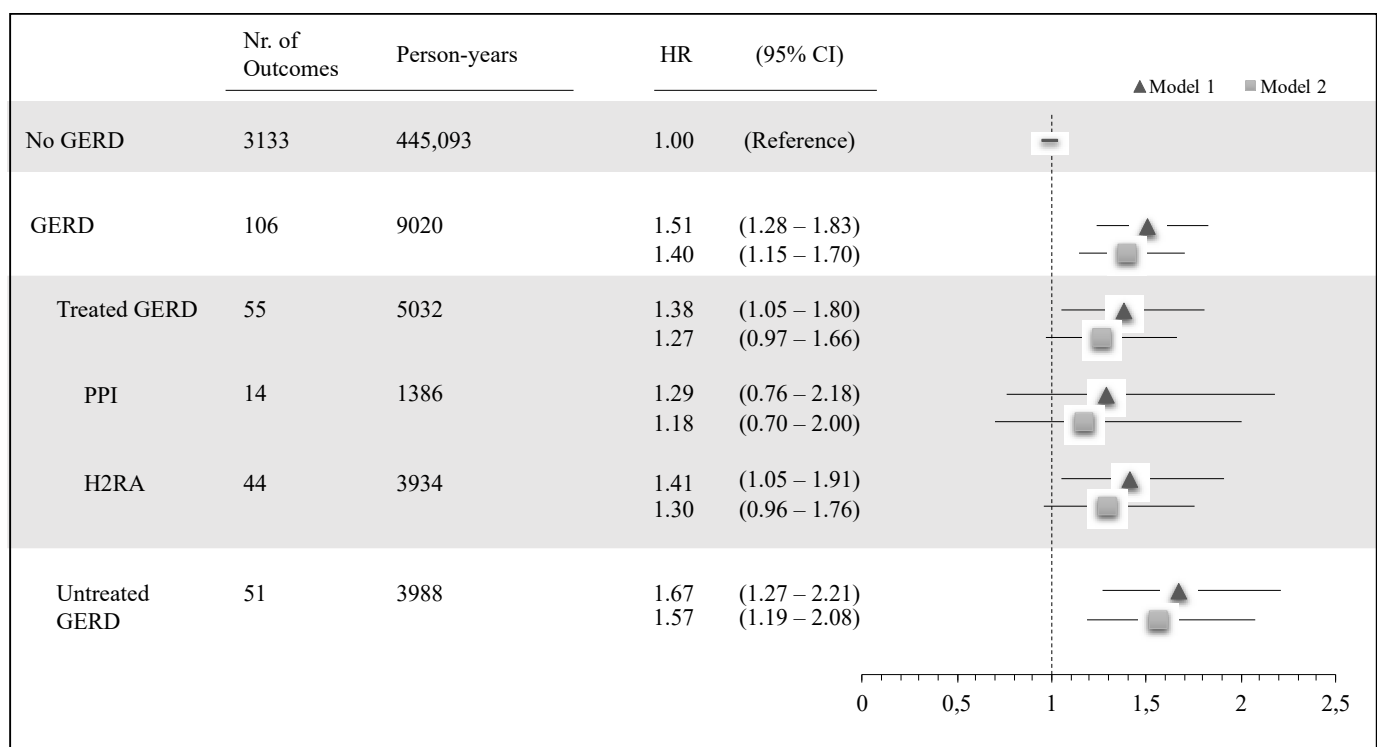 Nr. of Outcomes Person-years HR (95% CI)
▲Model 1 ■Model 2
No GERD 3133 445,093 1.00 (Reference)
GERD 106 9020 1.51 (1.28 – 1.83)
1.40 (1.15 – 1.70)
Treated GERD 55 5032 1.38 (1.05 – 1.80)
1.27 (0.97 – 1.66)
PPI 14 1386 1.29 (0.76 – 2.18)
1.18 (0.70 – 2.00)
H2RA 44 3934 1.41 (1.05 – 1.91)
1.30 (0.96 – 1.76)
Untreated GERD 51 3988 1.67 (1.27 – 2.21)
1.57 (1.19 – 2.08)
0 0,5 1 1,5 2 2,5